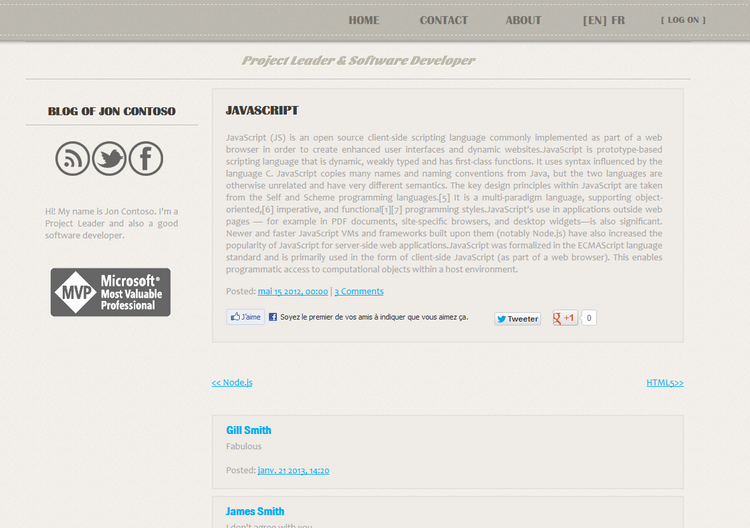 HOME CONTACT ABOUT [EN] FR [ LOG ON ]
Project Leader & Software Developer
BLOG OF JON CONTOSO
Hi! My name is Jon Contoso. I'm a
Project Leader and also a good
software developer.
MVP Microsoft®
Most Valuable
Professional
JAVASCRIPT
JavaScript (JS) is an open source client-side scripting language commonly implemented as part of a web
browser in order to create enhanced user interfaces and dynamic websites.JavaScript is prototype-based
scripting language that is dynamic, weakly typed and has first-class functions. It uses syntax influenced by the
language C. JavaScript copies many names and naming conventions from Java, but the two languages are
otherwise unrelated and have very different semantics. The key design principles within JavaScript are taken
from the Self and Scheme programming languages.[5] It is a multi-paradigm language, supporting object-
oriented,[6] imperative, and functional[1][7] programming styles.JavaScript's use in applications outside web
pages — for example in PDF documents, site-specific browsers, and desktop widgets—is also significant.
Newer and faster JavaScript VMs and frameworks built upon them (notably Node.js) have also increased the
popularity of JavaScript for server-side web applications.JavaScript was formalized in the ECMAScript language
standard and is primarily used in the form of client-side JavaScript (as part of a web browser). This enables
programmatic access to computational objects within a host environment.
Posted: mai 15 2012, 00:00 | 3 Comments
J'aime Soyez le premier de vos amis à indiquer que vous aimez ça. Tweeter +1 0
<< Node.js HTML5>>
Gill Smith
Fabulous
Posted: janv. 21 2013, 14:20
James Smith
I don't agree with you